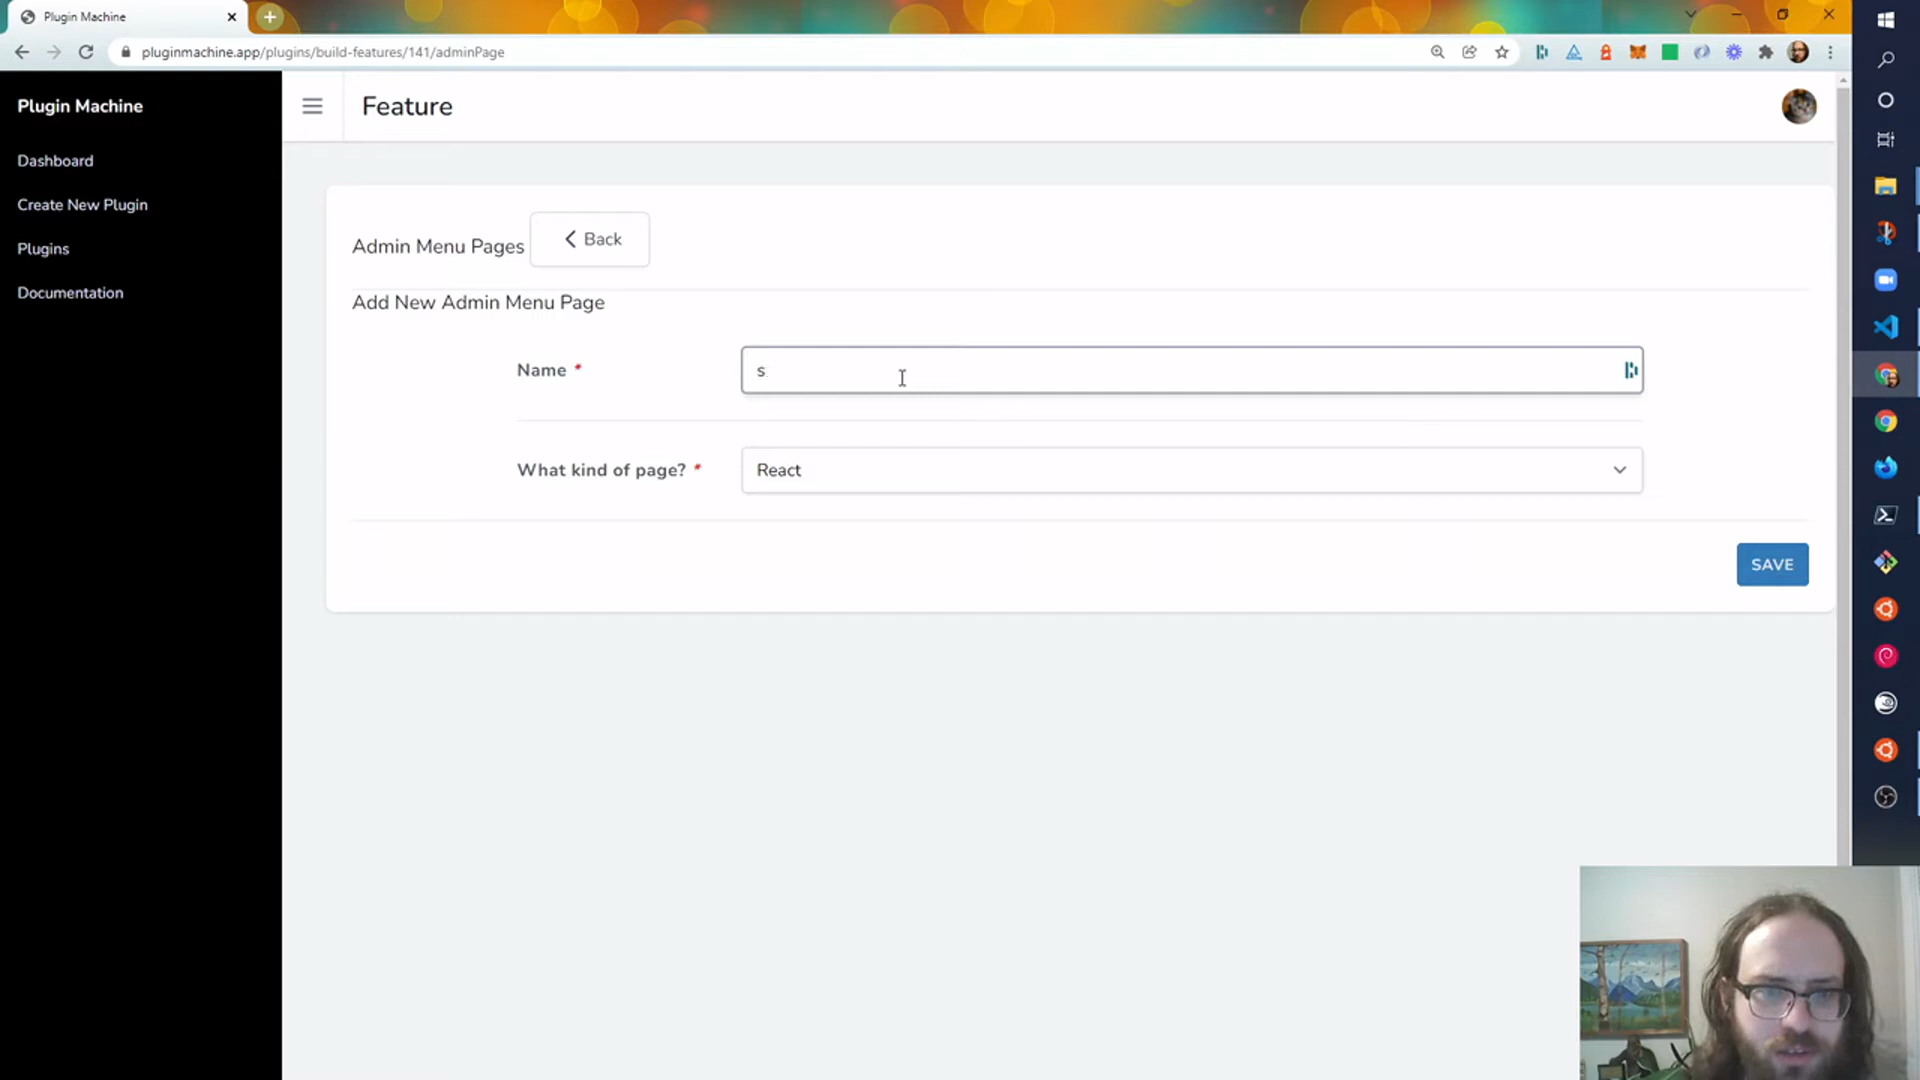 Plugin Machine
pluginmachine.app/plugins/build-features/141/adminPage
Plugin Machine
Feature
Dashboard
Create New Plugin
Plugins
Documentation
Admin Menu Pages
Back
Add New Admin Menu Page
Name *
s
What kind of page? *
React
SAVE